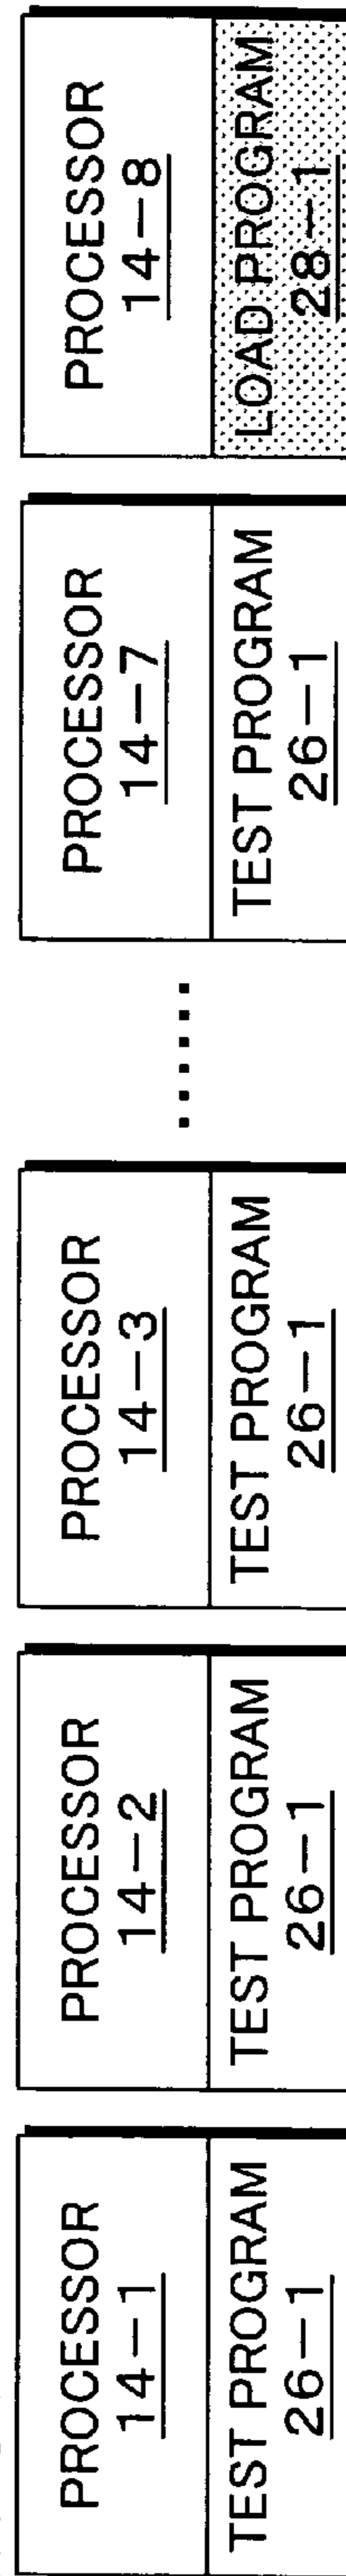 PROCESSOR
14-1
TEST PROGRAM
26-1
PROCESSOR
14-2
TEST PROGRAM
26-1
PROCESSOR
14-3
TEST PROGRAM
26-1
......
PROCESSOR
14-7
TEST PROGRAM
26-1
PROCESSOR
14-8
LOAD PROGRAM
28-1